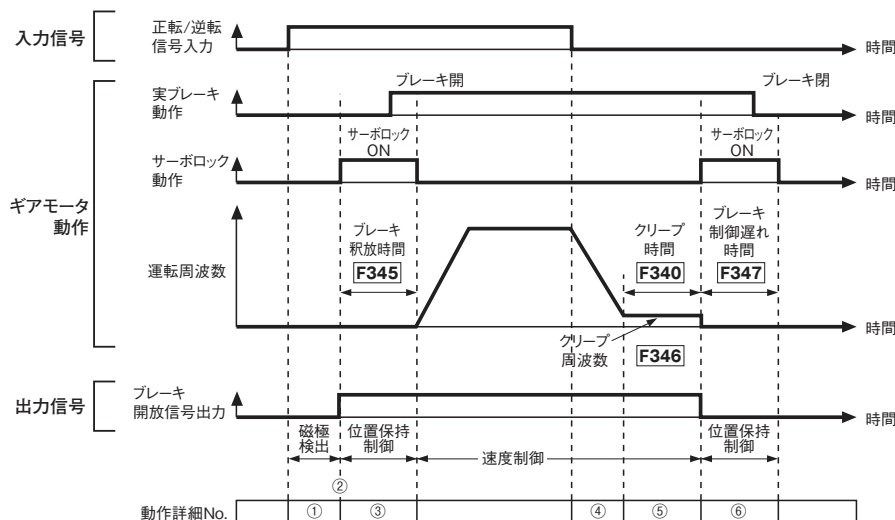 入力信号
正転/逆転
信号入力
時間
ギアモータ
動作
実ブレーキ
動作
ブレーキ開
ブレーキ閉
時間
サーボロック
動作
サーボロック
ON
サーボロック
ON
時間
運転周波数
ブレーキ
釈放時間
F345
クリープ
時間
F340
ブレーキ
制御遅れ
時間
F347
クリープ
周波数
F346
時間
出力信号
ブレーキ
開放信号出力
時間
磁極
検出
位置保持
制御
速度制御
位置保持
制御
②
動作詳細No.
① ③ ④ ⑤ ⑥